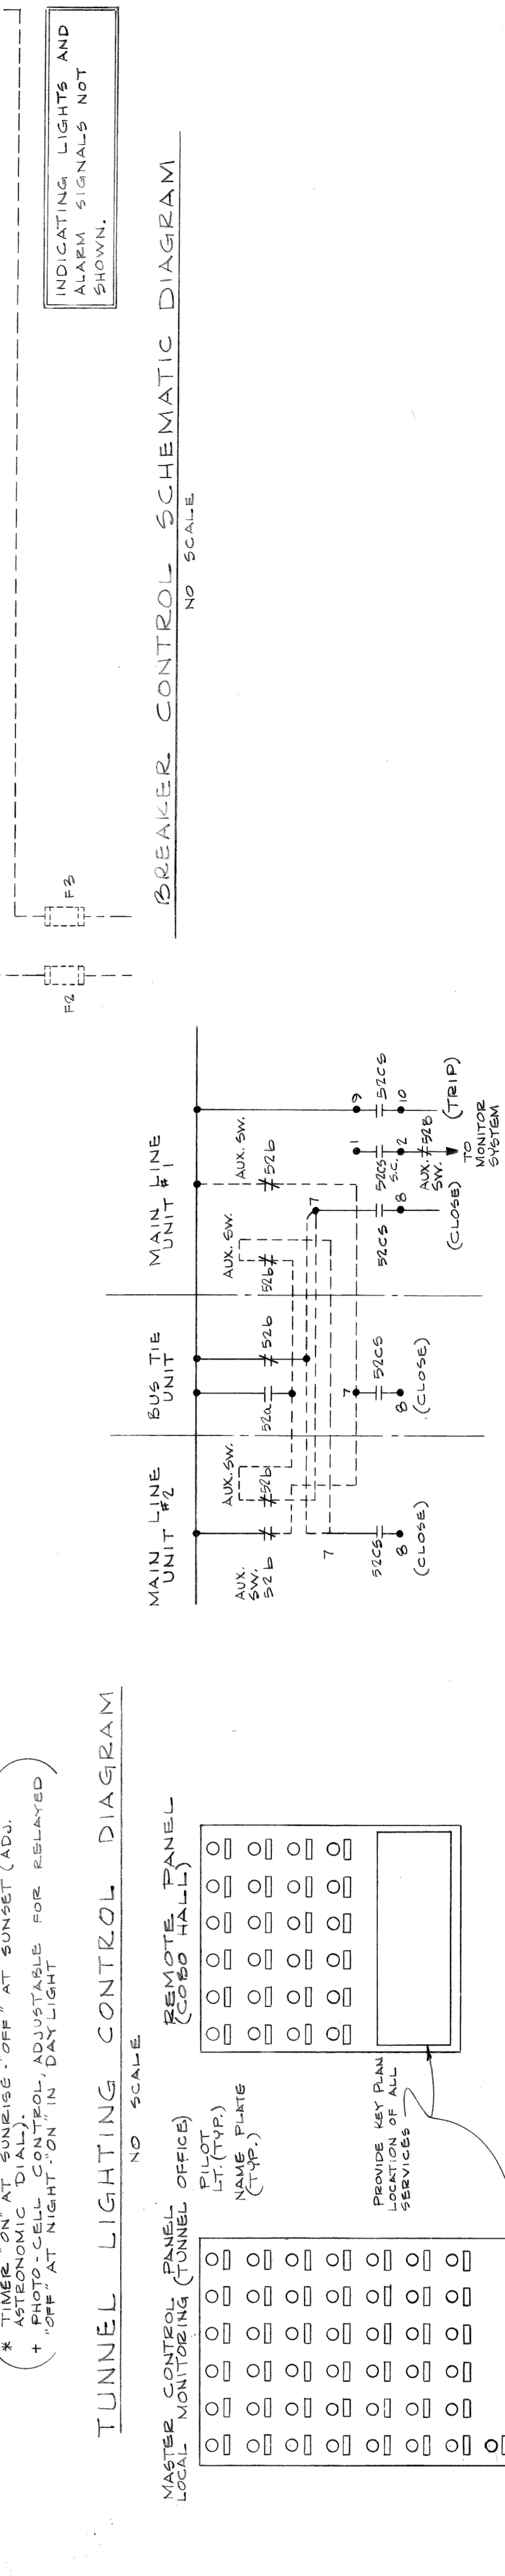 * TIMER "ON" AT SUNRISE - "OFF" AT SUNSET (ADJ.
ASTRONOMIC DIAL).
+ PHOTO-CELL CONTROL, ADJUSTABLE FOR RELAYED
"OFF" AT NIGHT - "ON" IN DAYLIGHT
TUNNEL LIGHTING CONTROL DIAGRAM
NO SCALE
MASTER CONTROL PANEL
LOCAL MONITORING (TUNNEL OFFICE)
REMOTE PANEL
(COBO HALL)
PILOT
LT. (TYP.)
NAME PLATE
(TYP.)
PROVIDE KEY PLAN
LOCATION OF ALL
SERVICES
MAIN LINE
UNIT #2
BUS TIE
UNIT
MAIN LINE
UNIT #1
AUX.
SW.
52b
AUX. SW.
52b
52a
52b
AUX. SW.
52b
AUX. SW.
52b
7
52CS
8
(CLOSE)
7
52CS
8
(CLOSE)
7
52CS
8
(CLOSE)
1
52CS
S.C.
2
AUX.
SW.
52B
TO
MONITOR
SYSTEM
9
52CS
10
(TRIP)
F2
F3
INDICATING LIGHTS AND
ALARM SIGNALS NOT
SHOWN.
BREAKER CONTROL SCHEMATIC DIAGRAM
NO SCALE